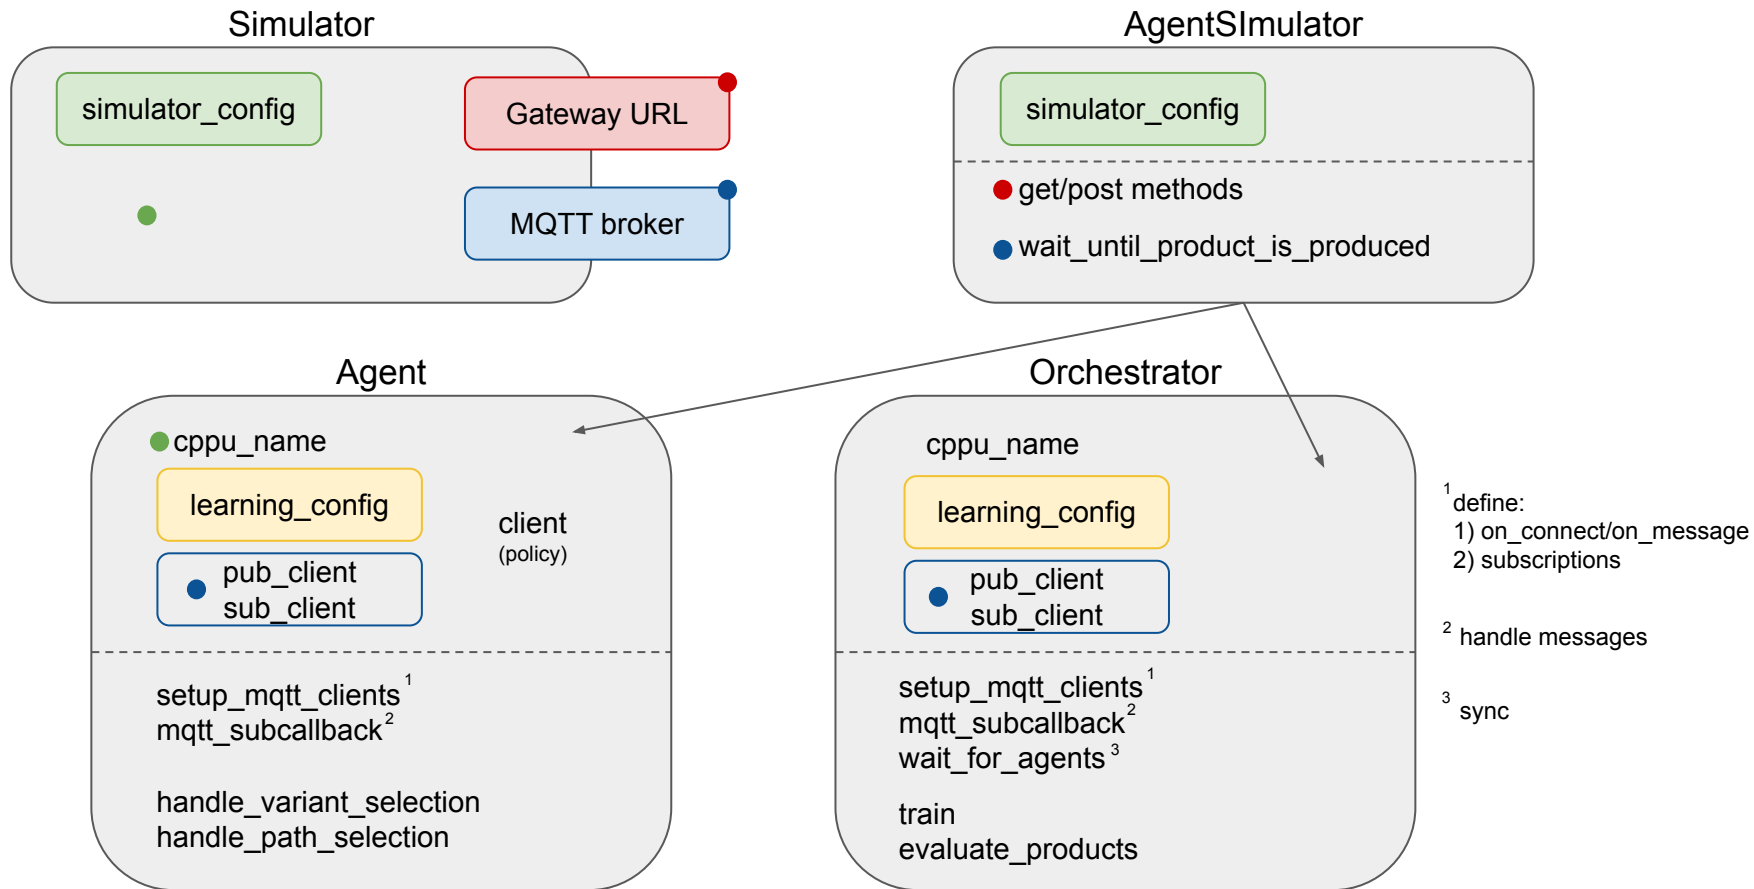 Simulator
simulator_config
Gateway URL
MQTT broker
AgentSImulator
simulator_config
get/post methods
wait_until_product_is_produced
Agent
cppu_name
learning_config
client
(policy)
pub_client
sub_client
setup_mqtt_clients 1
mqtt_subcallback 2
handle_variant_selection
handle_path_selection
Orchestrator
cppu_name
learning_config
pub_client
sub_client
setup_mqtt_clients 1
mqtt_subcallback 2
wait_for_agents 3
train
evaluate_products
1 define:
1) on_connect/on_message
2) subscriptions
2 handle messages
3 sync